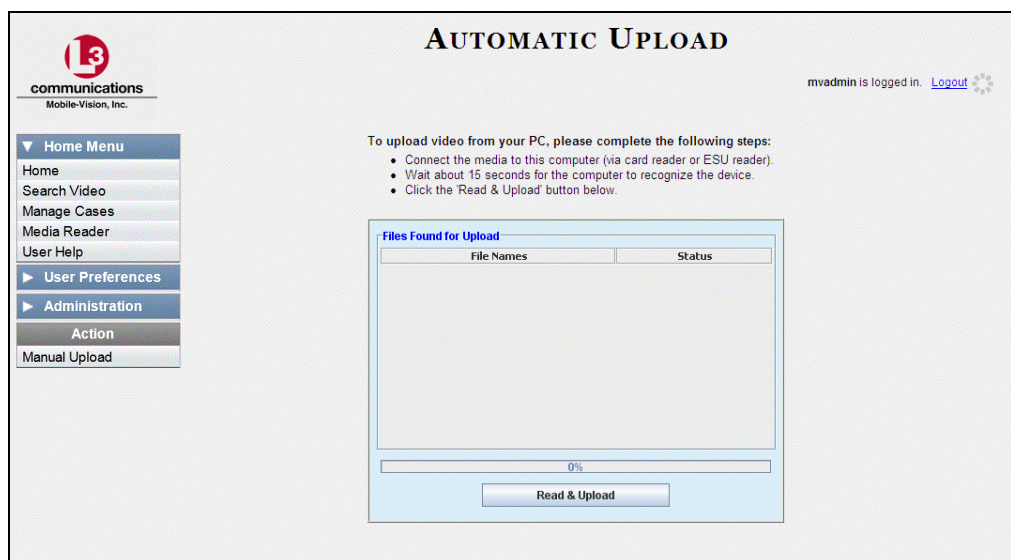 L3
communications
Mobile-Vision, Inc.
AUTOMATIC UPLOAD
mvadmin is logged in. Logout
Home Menu
Home
Search Video
Manage Cases
Media Reader
User Help
User Preferences
Administration
Action
Manual Upload
To upload video from your PC, please complete the following steps:
• Connect the media to this computer (via card reader or ESU reader).
• Wait about 15 seconds for the computer to recognize the device.
• Click the 'Read & Upload' button below.
Files Found for Upload
File Names Status
0%
Read & Upload